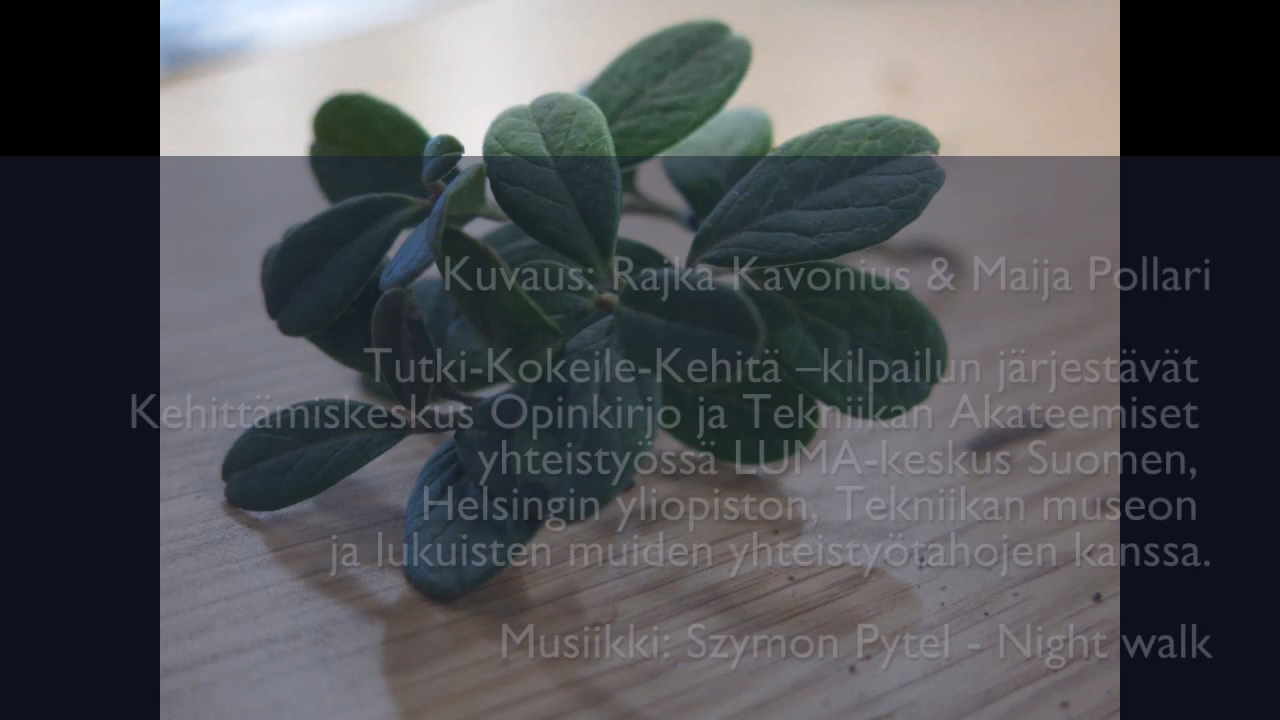 Kuvaus: Rajka Kavonius & Maija Pollari
Tutki-Kokeile-Kehitä –kilpailun järjestävät
Kehittämiskeskus Opinkirjo ja Tekniikan Akateemiset
yhteistyössä LUMA-keskus Suomen,
Helsingin yliopiston, Tekniikan museon
ja lukuisten muiden yhteistyötahojen kanssa.
Musiikki: Szymon Pytel - Night walk